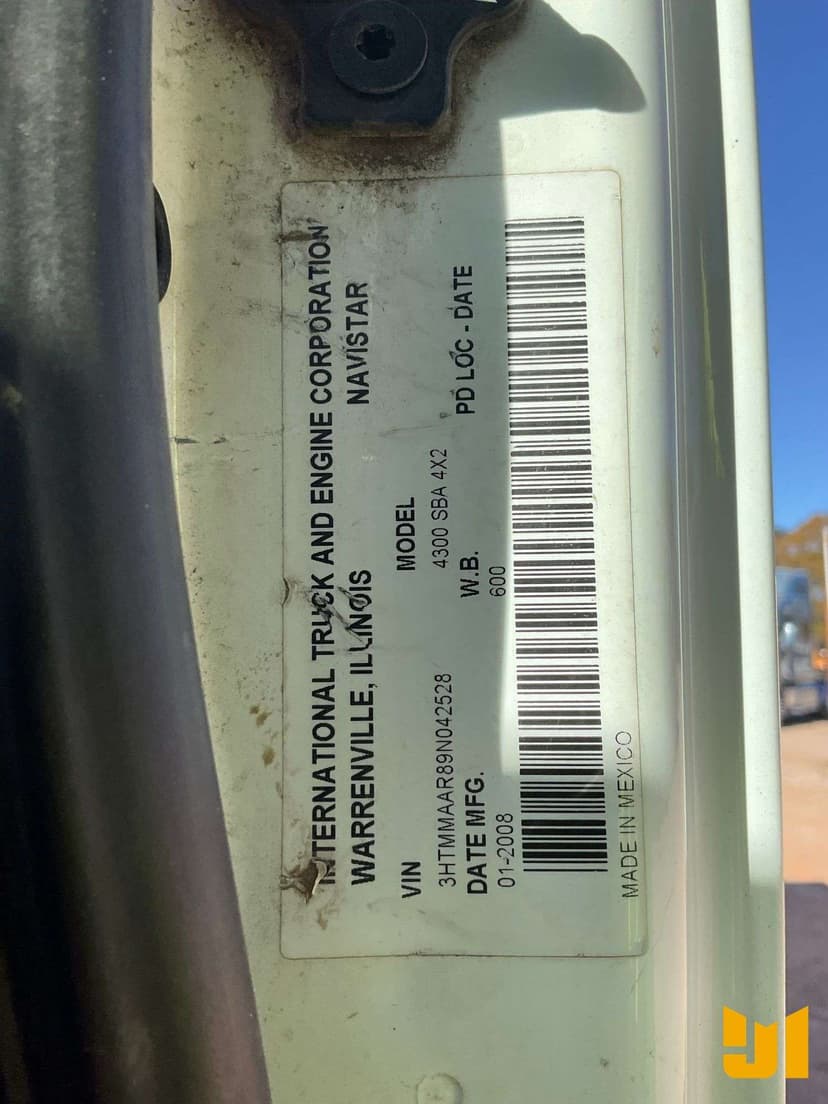 INTERNATIONAL TRUCK AND ENGINE CORPORATION
WARRENVILLE, ILLINOIS NAVISTAR
VIN MODEL
3HTMMAAR89N042528 4300 SBA 4X2
DATE MFG. W.B. PD LOC - DATE
01-2008 600
MADE IN MEXICO